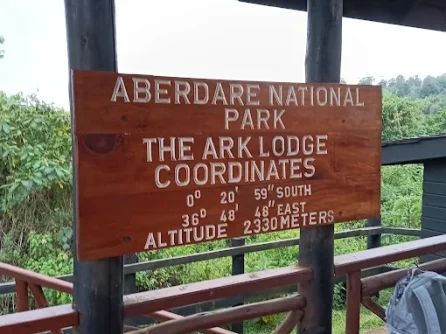 ABERDARE NATIONAL
PARK
THE ARK LODGE
COORDINATES
0° 20' 59" SOUTH
36° 48' 48" EAST
ALTITUDE 2330 METERS